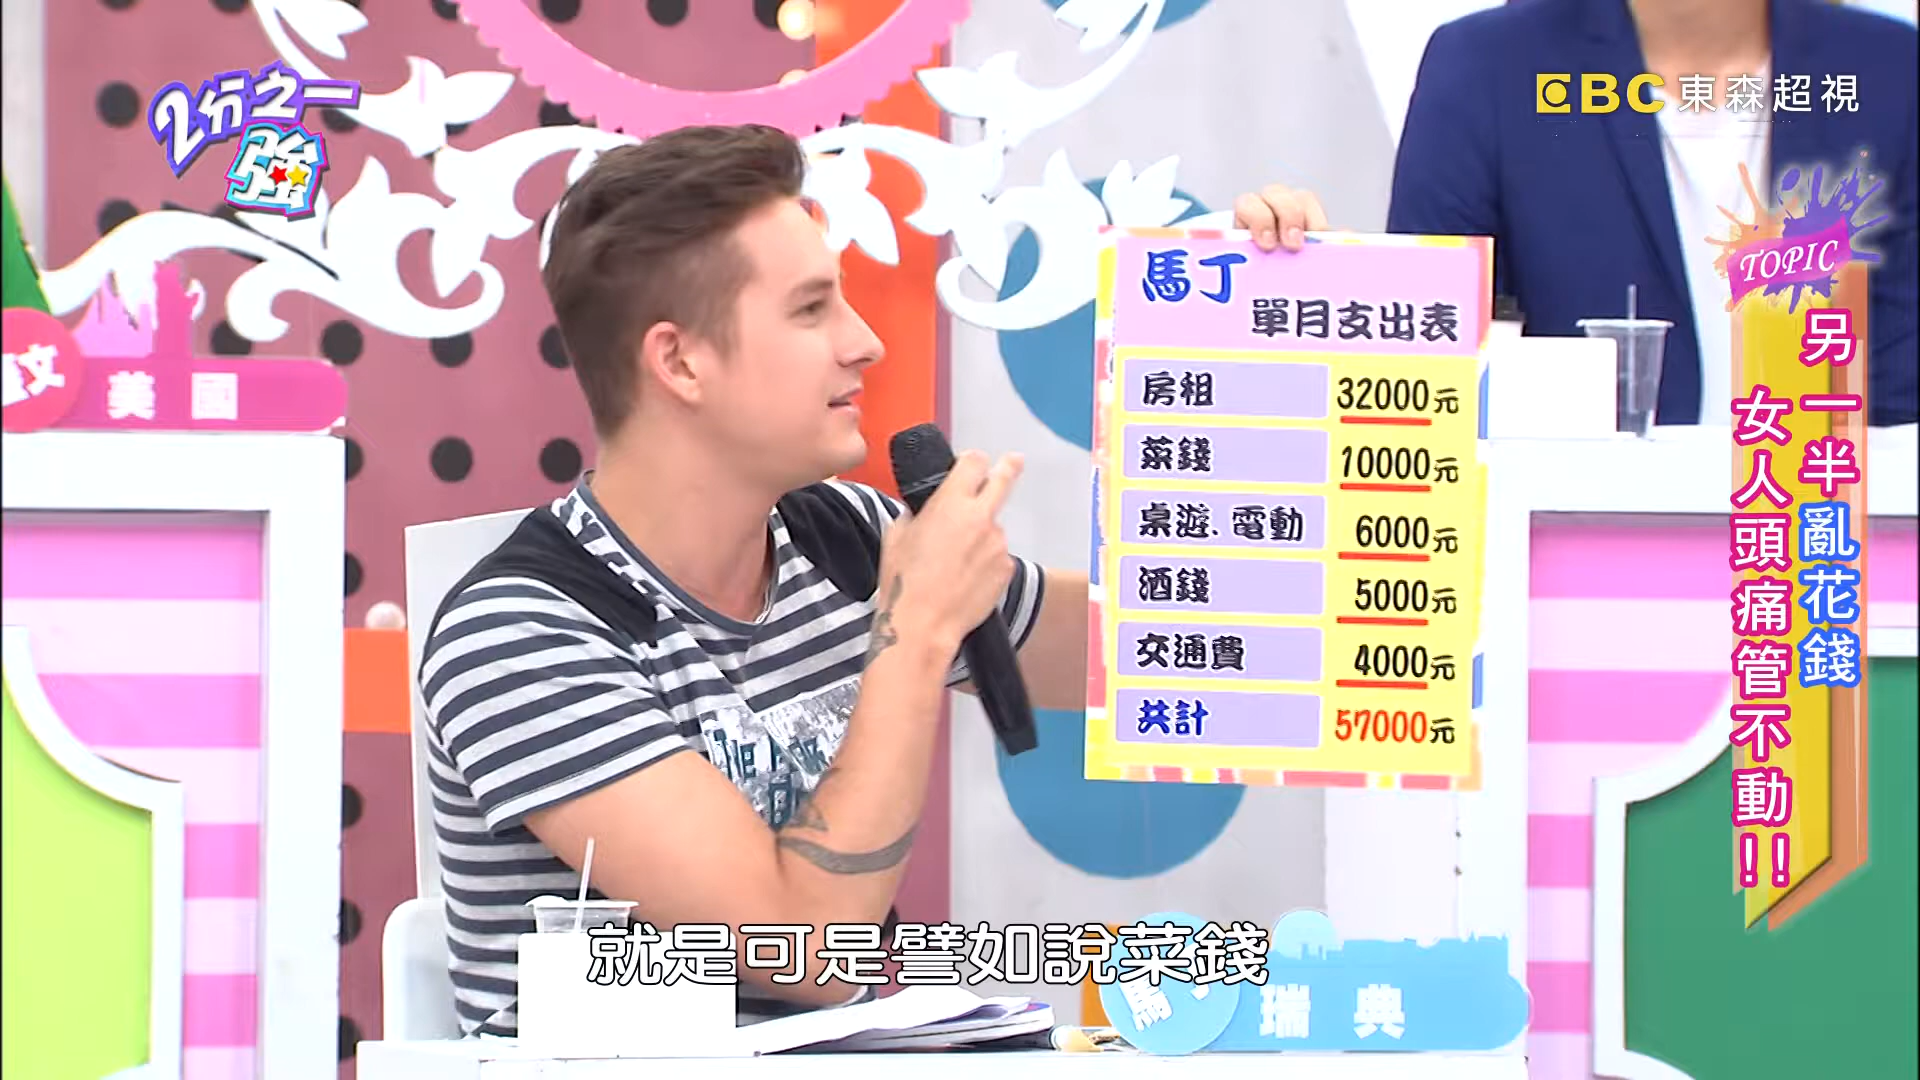 2分之一
強
EBC 東森超視
TOPIC
另一半亂花錢
女人頭痛管不動!!
馬丁
單月支出表
房租 32000元
菜錢 10000元
桌遊.電動 6000元
酒錢 5000元
交通費 4000元
共計 57000元
文
美國
就是可是譬如說菜錢
馬丁
瑞典